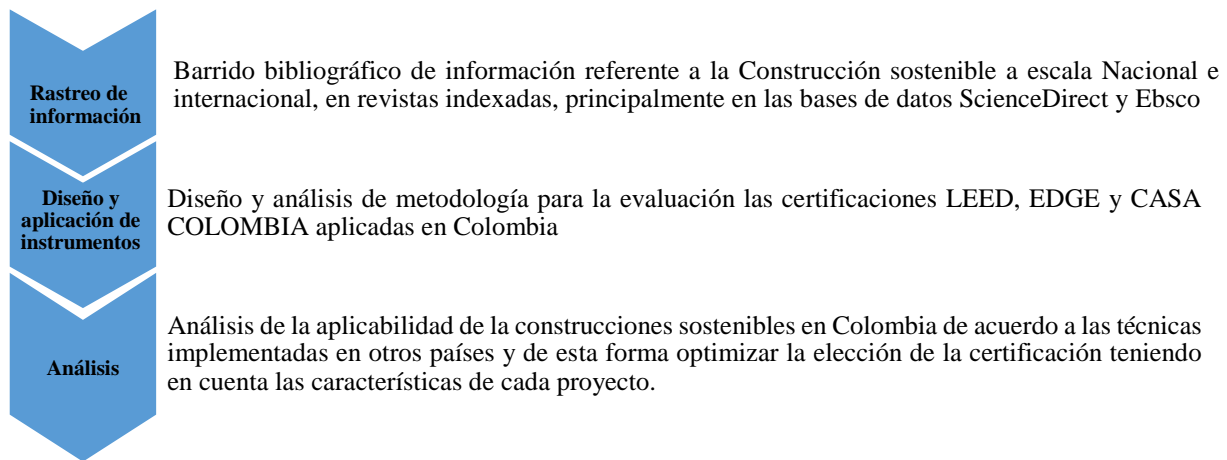 Rastreo de
información
Barrido bibliográfico de información referente a la Construcción sostenible a escala Nacional e
internacional, en revistas indexadas, principalmente en las bases de datos ScienceDirect y Ebsco
Diseño y
aplicación de
instrumentos
Diseño y análisis de metodología para la evaluación las certificaciones LEED, EDGE y CASA
COLOMBIA aplicadas en Colombia
Análisis
Análisis de la aplicabilidad de la construcciones sostenibles en Colombia de acuerdo a las técnicas
implementadas en otros países y de esta forma optimizar la elección de la certificación teniendo
en cuenta las características de cada proyecto.